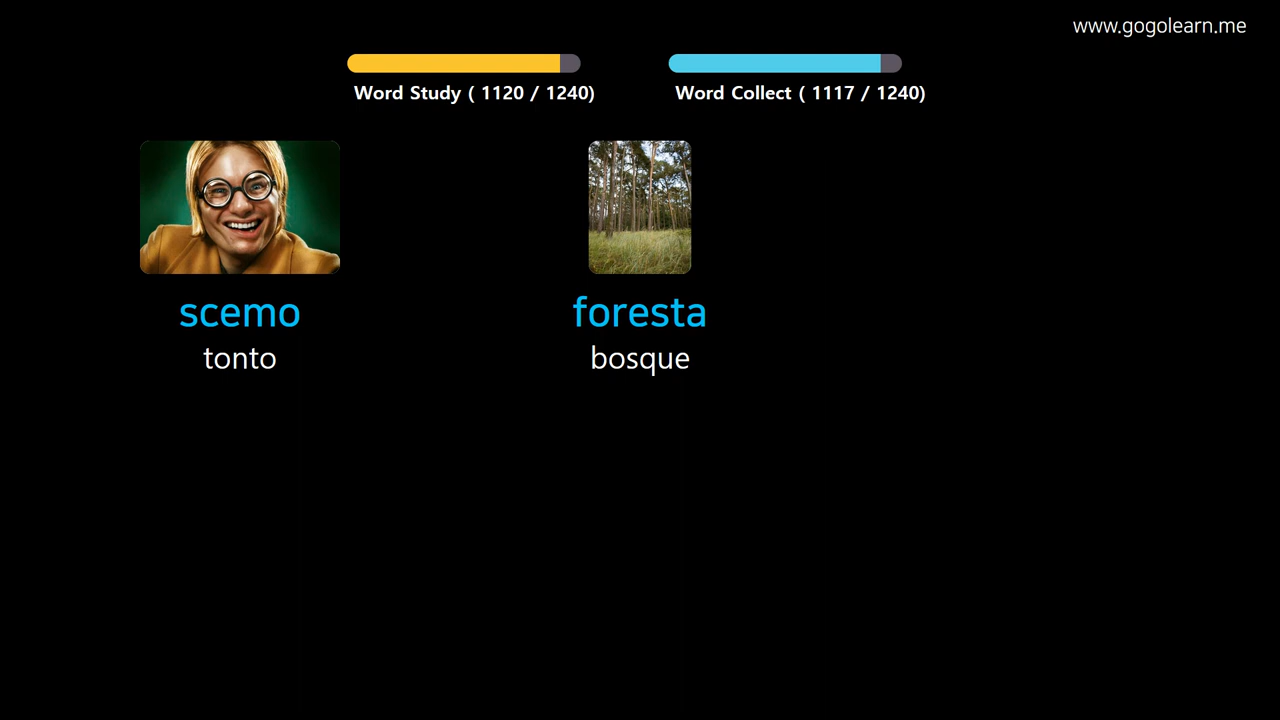 www.gogolearn.me
Word Study ( 1120 / 1240)
Word Collect ( 1117 / 1240)
scemo
tonto
foresta
bosque